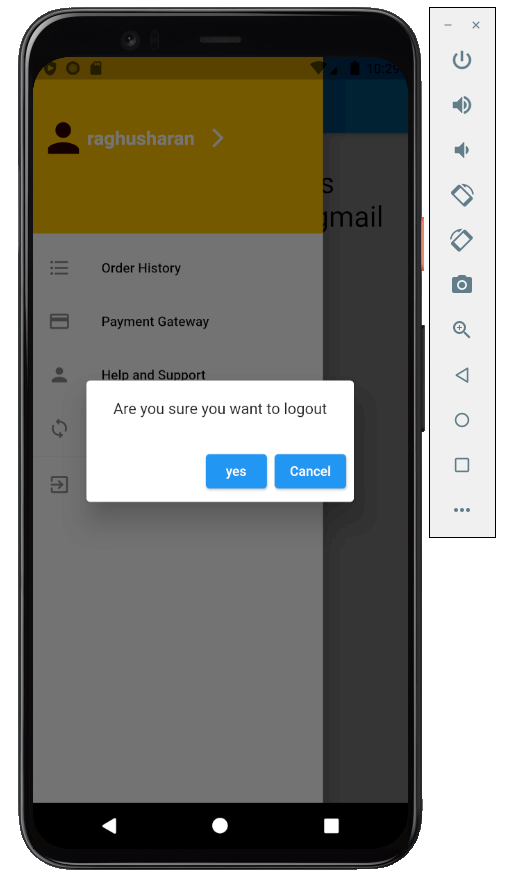 10:29
raghusharan
s
gmail
Order History
Payment Gateway
Help and Support
Are you sure you want to logout
yes
Cancel